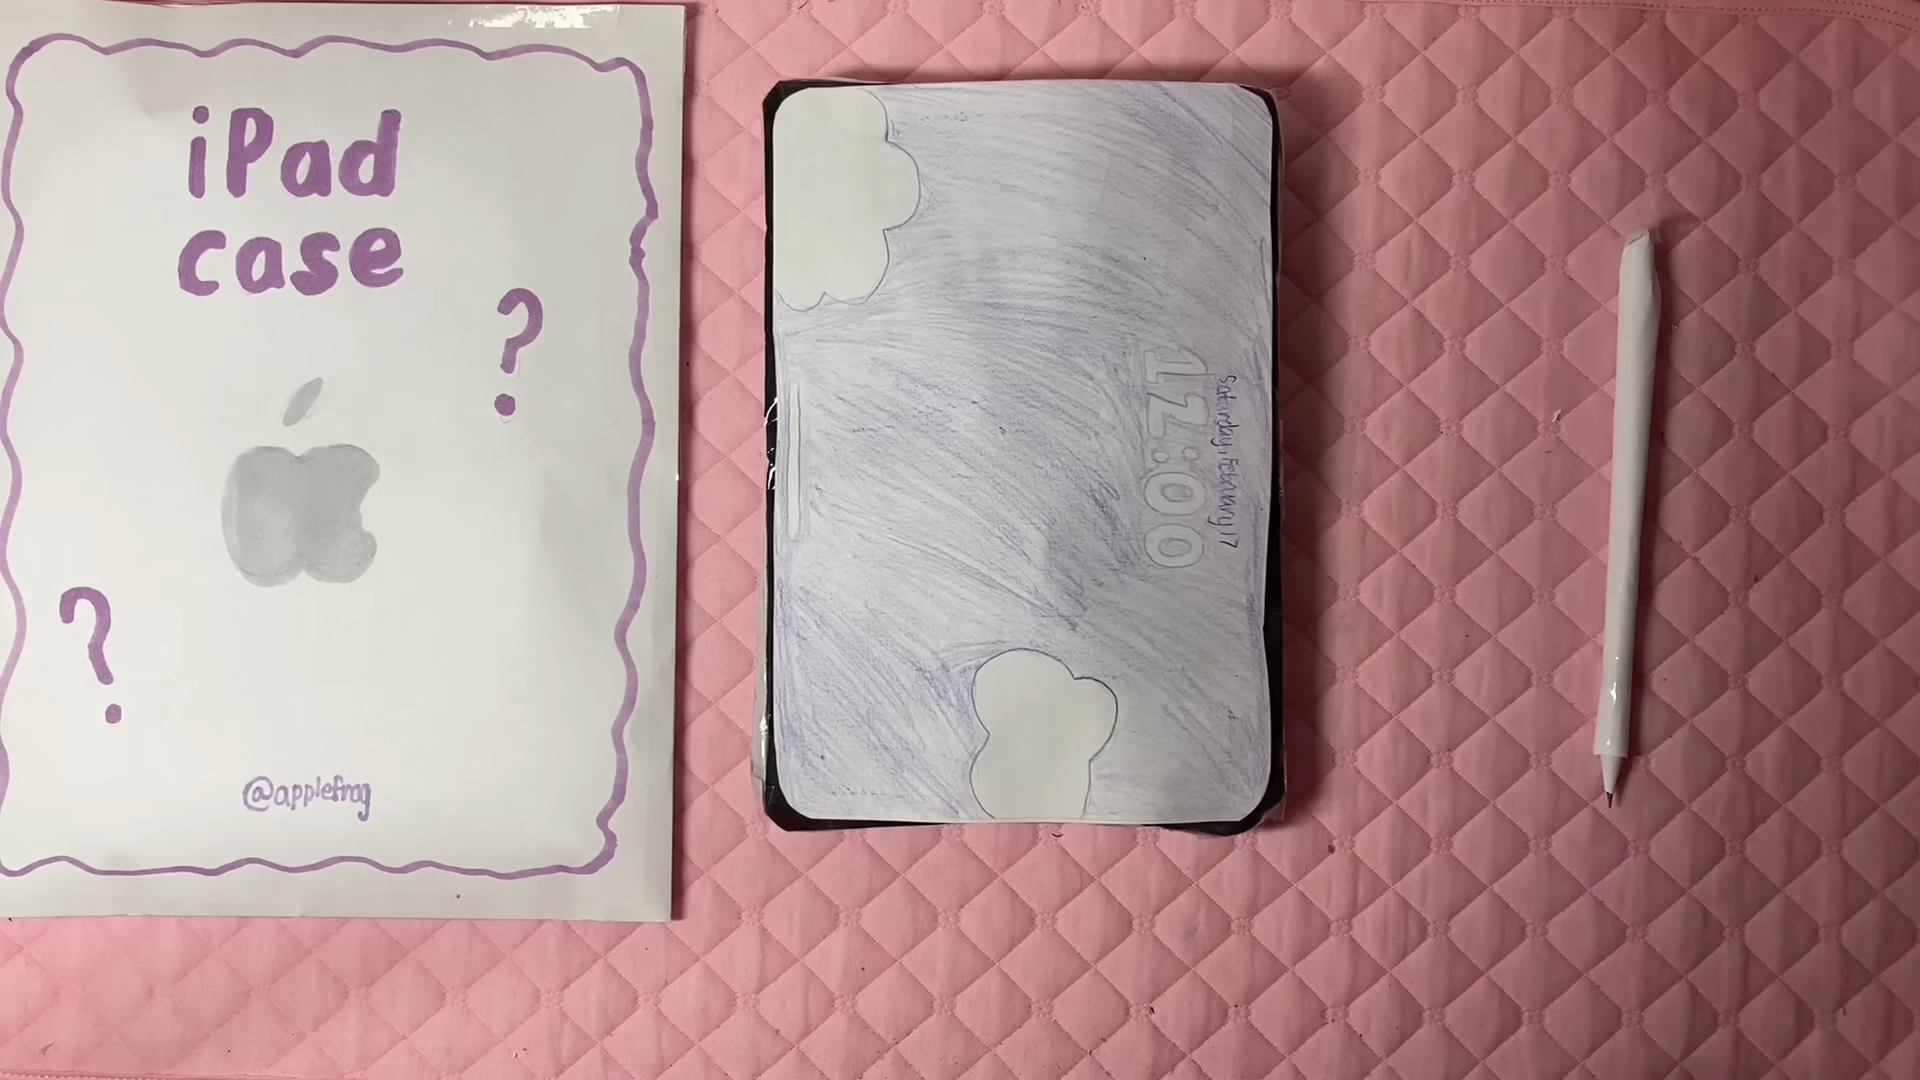 iPad
case
?
?
@applefrog
Saturday, February 17
12:00